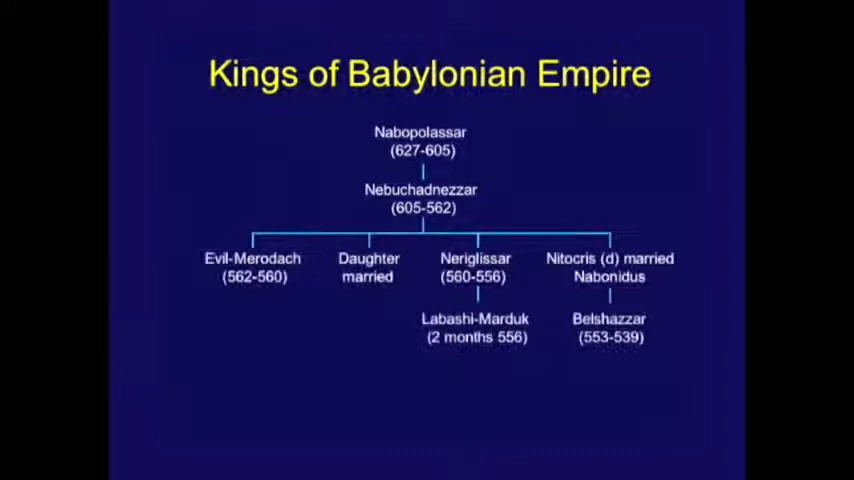 Kings of Babylonian Empire
Nabopolassar
(627-605)
Nebuchadnezzar
(605-562)
Evil-Merodach
(562-560)
Daughter
married
Neriglissar
(560-556)
Nitocris (d) married
Nabonidus
Labashi-Marduk
(2 months 556)
Belshazzar
(553-539)